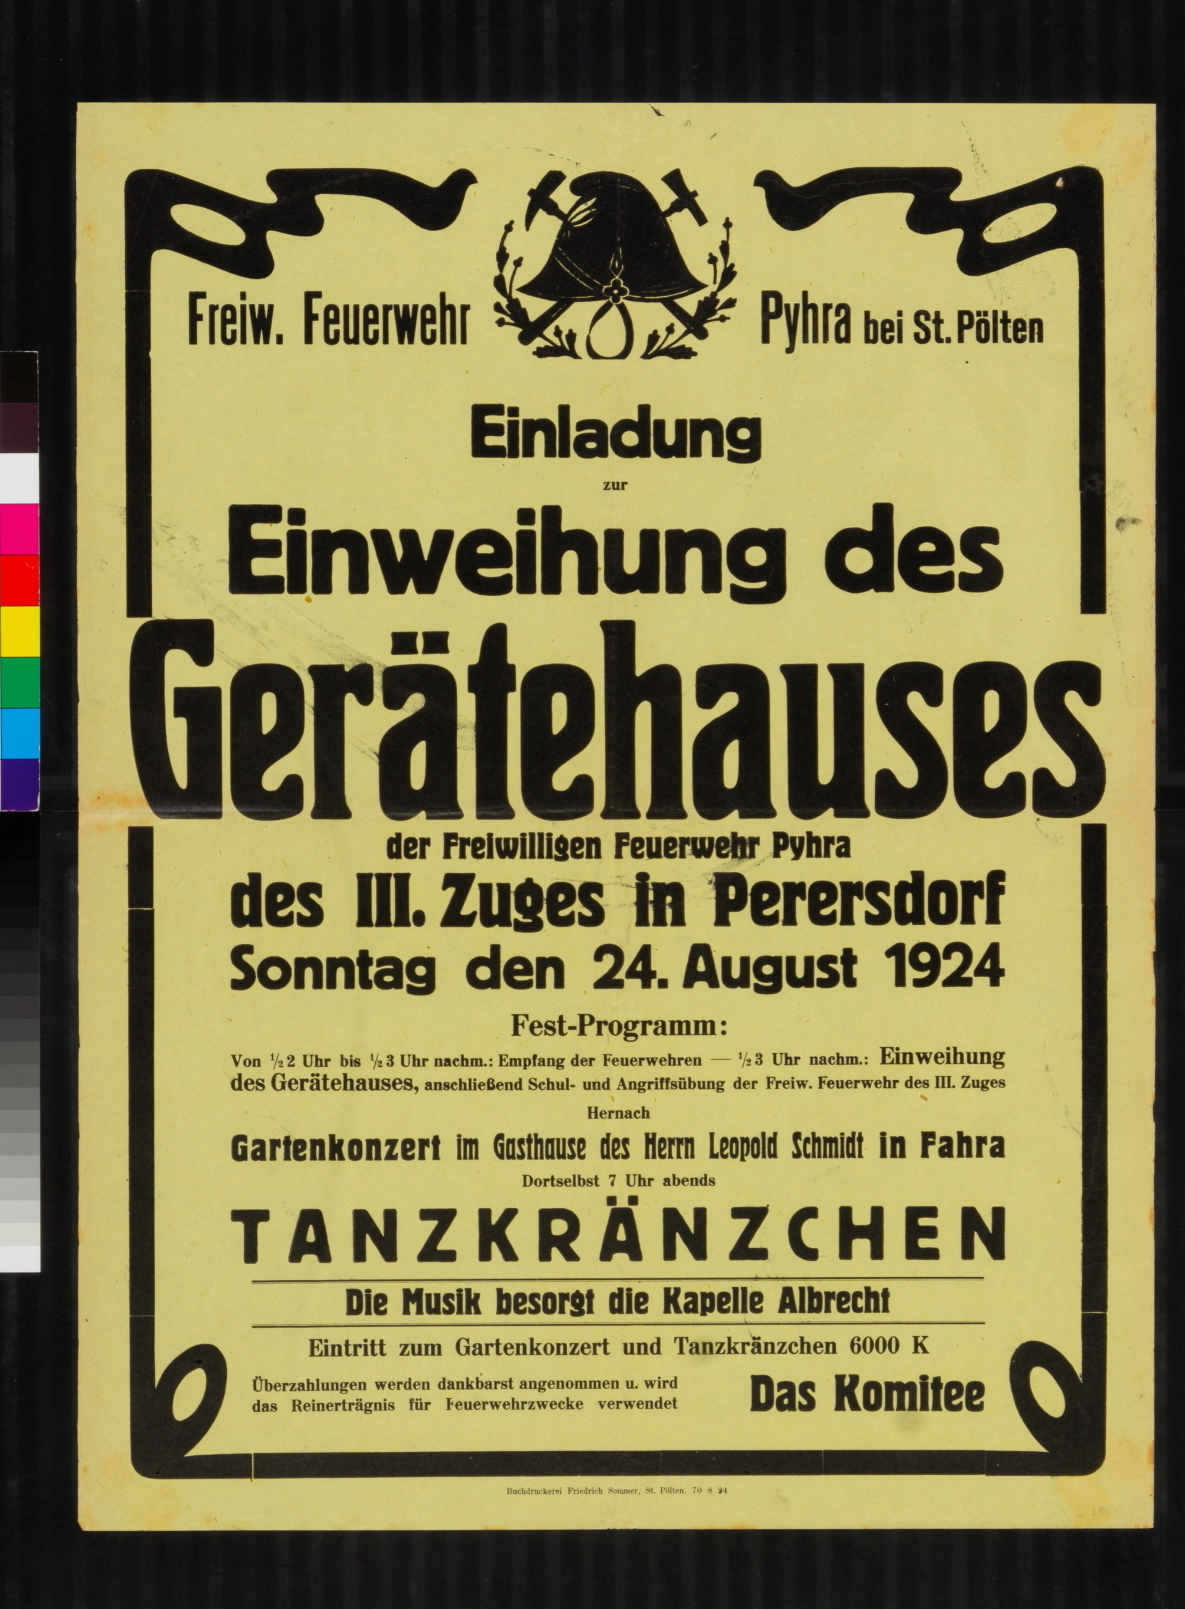 Freiw. Feuerwehr Pyhra bei St. Pölten
Einladung
zur
Einweihung des
Gerätehauses
der Freiwilligen Feuerwehr Pyhra
des III. Zuges in Perersdorf
Sonntag den 24. August 1924
Fest-Programm:
Von ½2 Uhr bis ½3 Uhr nachm.: Empfang der Feuerwehren — ½3 Uhr nachm.: Einweihung
des Gerätehauses, anschließend Schul- und Angriffsübung der Freiw. Feuerwehr des III. Zuges
Hernach
Gartenkonzert im Gasthause des Herrn Leopold Schmidt in Fahra
Dortselbst 7 Uhr abends
TANZKRÄNZCHEN
Die Musik besorgt die Kapelle Albrecht
Eintritt zum Gartenkonzert und Tanzkränzchen 6000 K
Überzahlungen werden dankbarst angenommen u. wird
das Reinerträgnis für Feuerwehrzwecke verwendet
Das Komitee
Buchdruckerei Friedrich Sommer, St. Pölten. 70 8 24